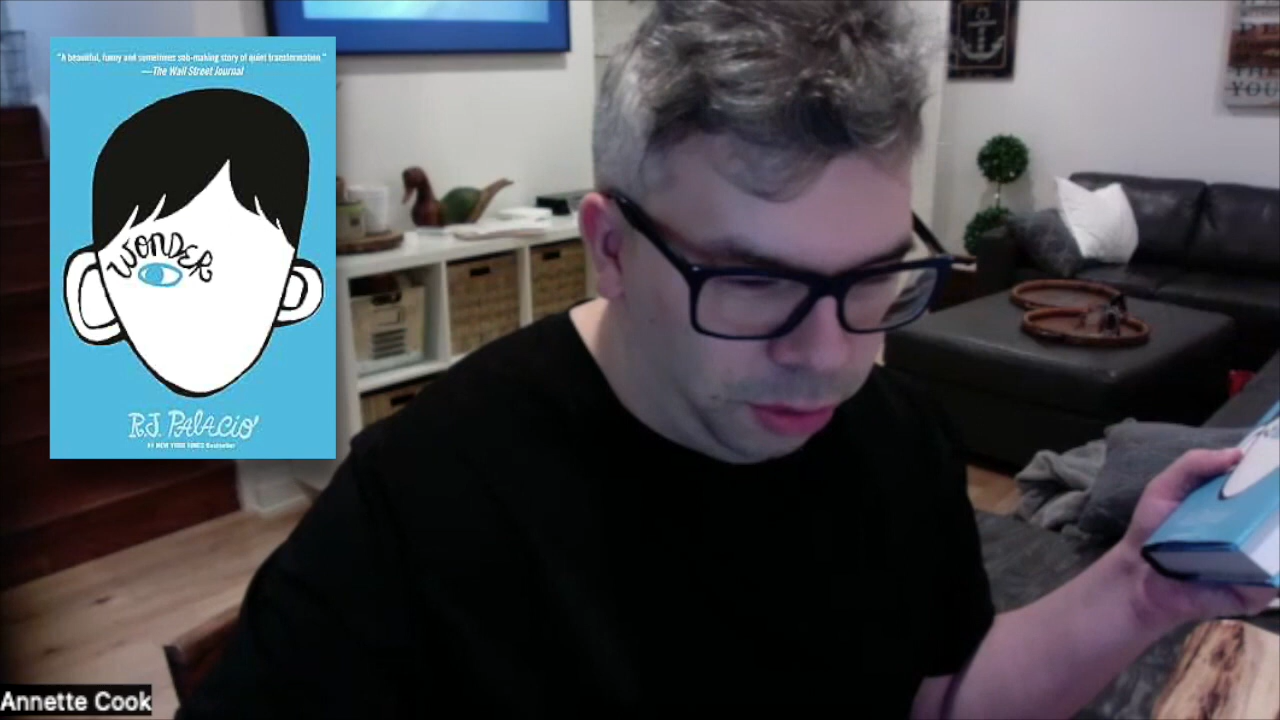 "A beautiful, funny and sometimes sob-making story of quiet transformation."
—The Wall Street Journal
WONDER
R.J. PALACIO
#1 NEW YORK TIMES Bestseller
YOU
Annette Cook